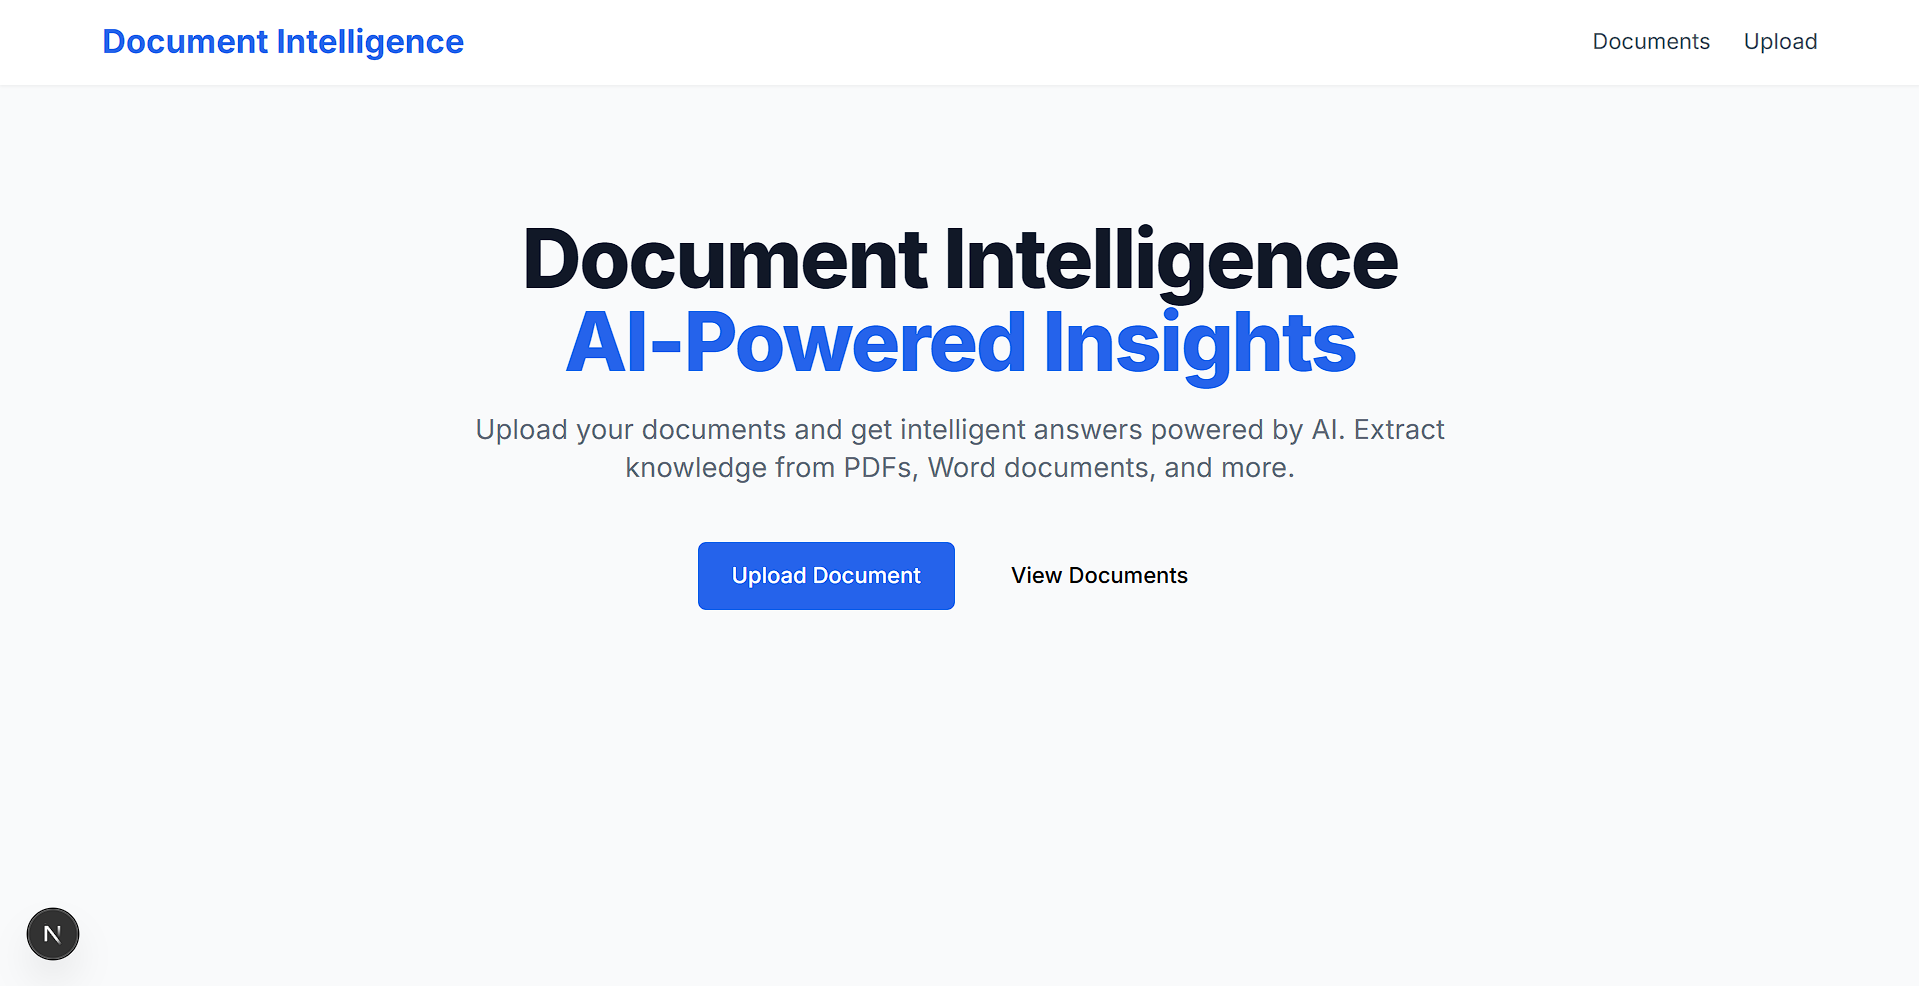 Document Intelligence
Documents
Upload
Document Intelligence
AI-Powered Insights
Upload your documents and get intelligent answers powered by AI. Extract
knowledge from PDFs, Word documents, and more.
Upload Document
View Documents
N